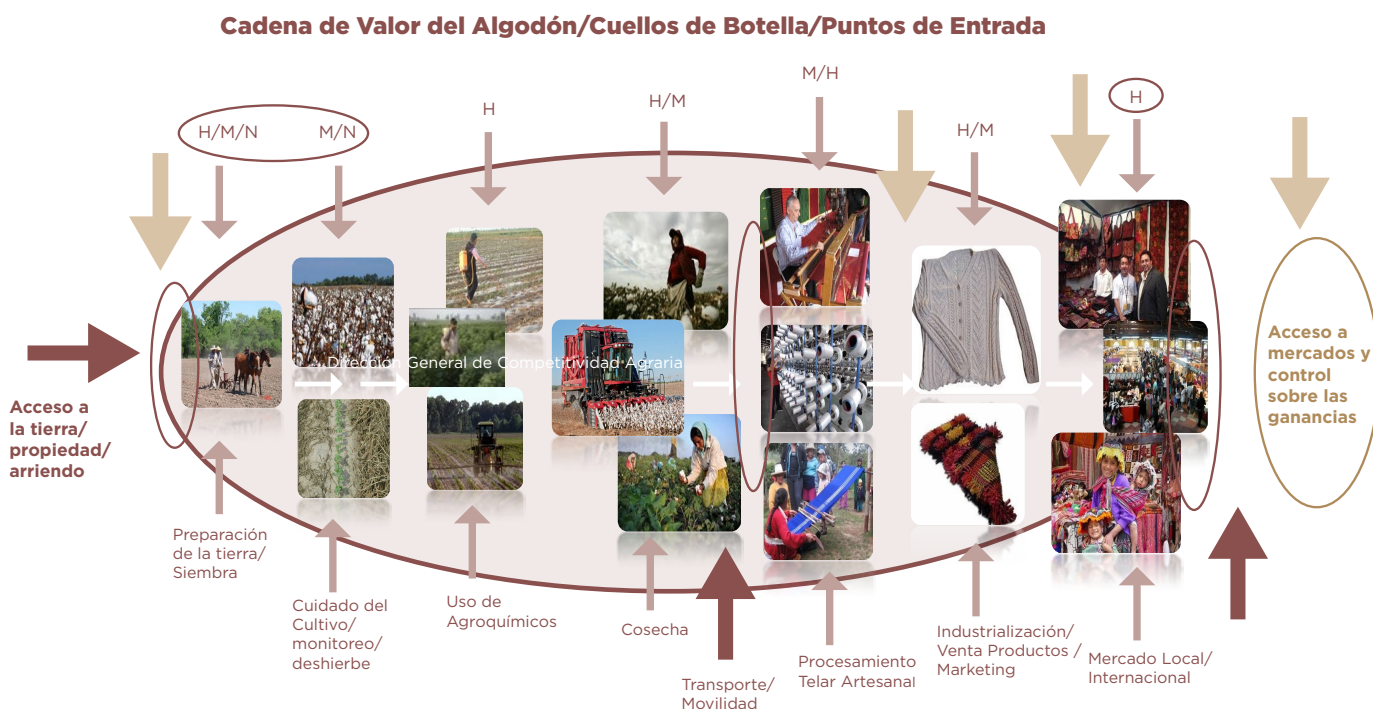 Cadena de Valor del Algodón/Cuellos de Botella/Puntos de Entrada
H/M/N
M/N
H
H/M
M/H
H/M
H
Dirección General de Competitividad Agraria
Acceso a
la tierra/
propiedad/
arriendo
Acceso a
mercados y
control
sobre las
ganancias
Preparación
de la tierra/
Siembra
Cuidado del
Cultivo/
monitoreo/
deshierbe
Uso de
Agroquímicos
Cosecha
Transporte/
Movilidad
Procesamiento
Telar Artesanal
Industrialización/
Venta Productos /
Marketing
Mercado Local/
Internacional